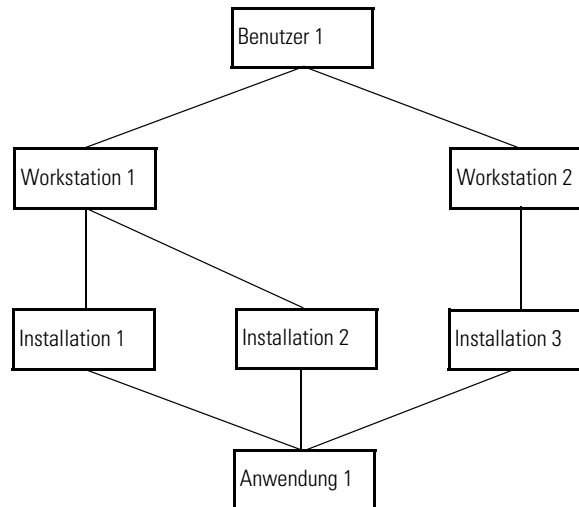 Benutzer 1
Workstation 1
Workstation 2
Installation 1
Installation 2
Installation 3
Anwendung 1